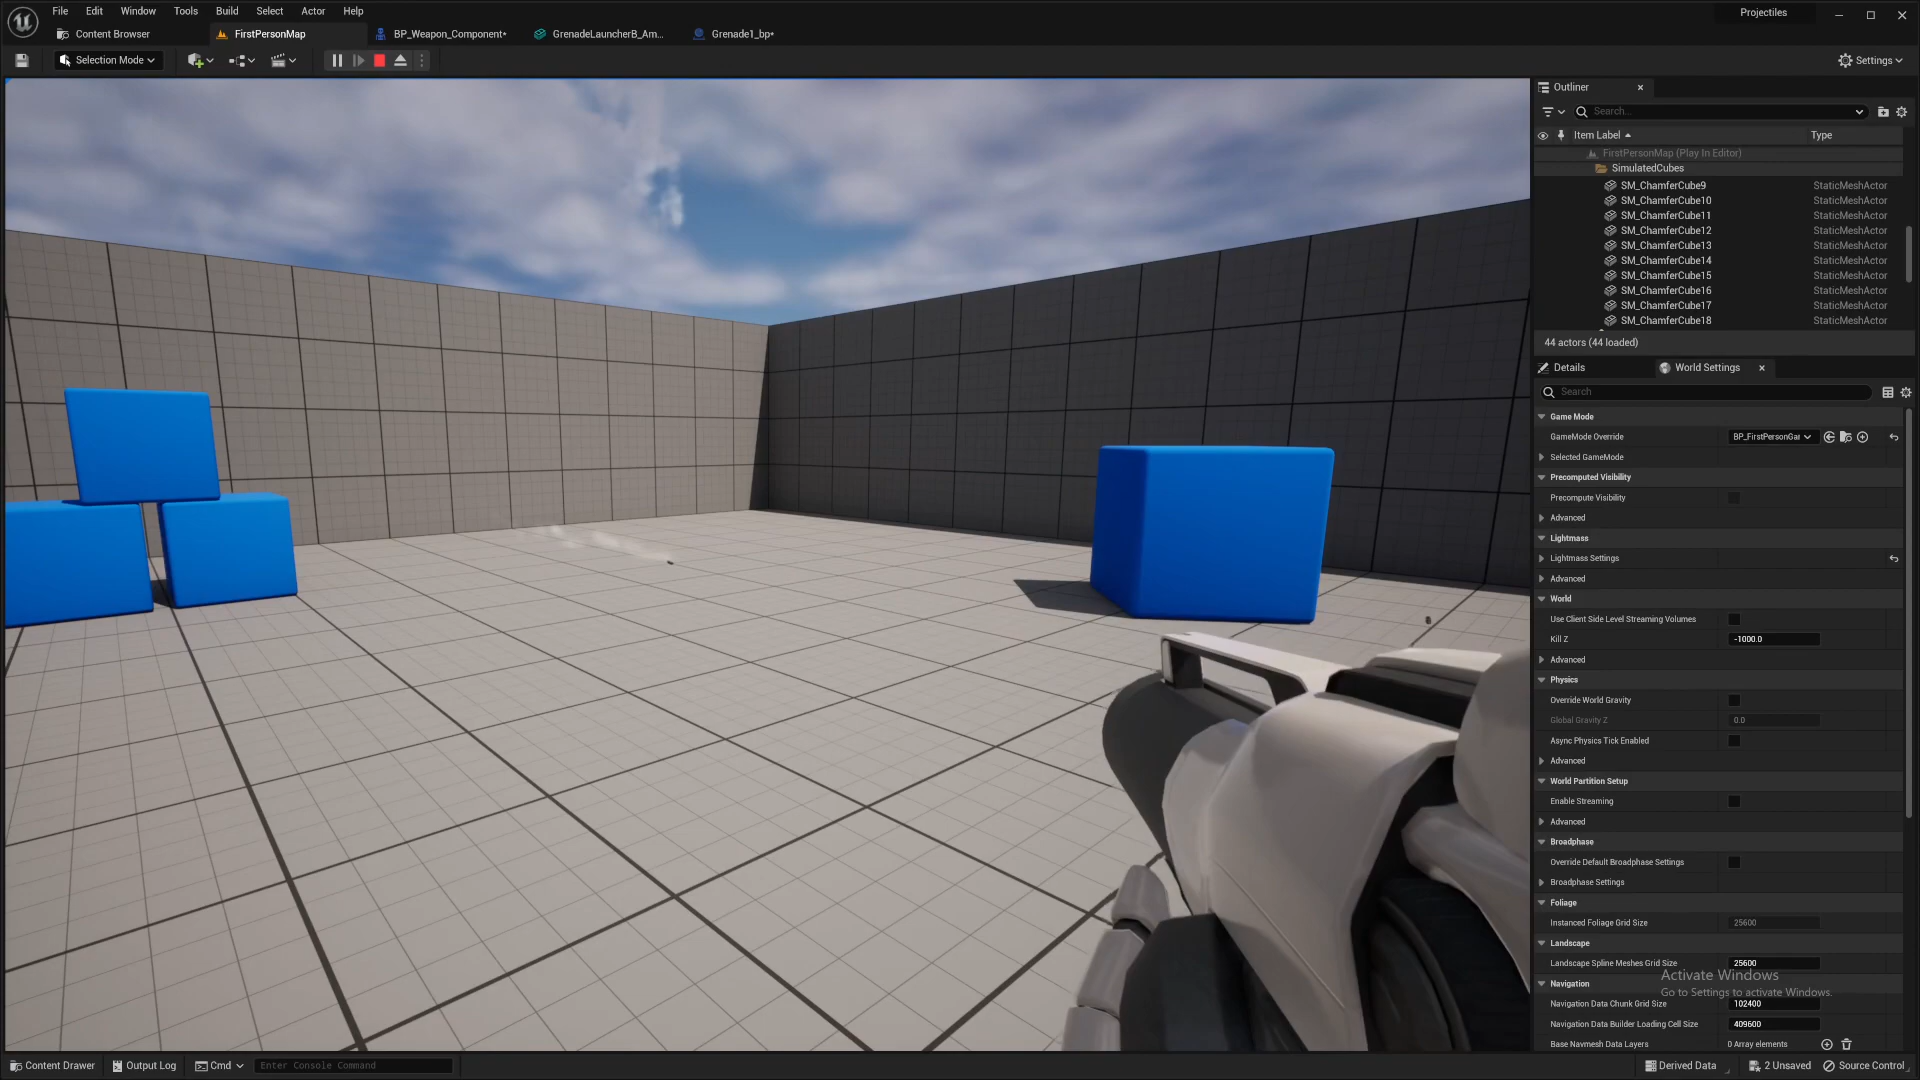 File Edit Window Tools Build Select Actor Help
Projectiles
Content Browser
FirstPersonMap
BP_Weapon_Component*
GrenadeLauncherB_Am...
Grenade1_bp*
Selection Mode
Settings
Outliner
Search...
Item Label
Type
FirstPersonMap (Play In Editor)
SimulatedCubes
SM_ChamferCube9 StaticMeshActor
SM_ChamferCube10 StaticMeshActor
SM_ChamferCube11 StaticMeshActor
SM_ChamferCube12 StaticMeshActor
SM_ChamferCube13 StaticMeshActor
SM_ChamferCube14 StaticMeshActor
SM_ChamferCube15 StaticMeshActor
SM_ChamferCube16 StaticMeshActor
SM_ChamferCube17 StaticMeshActor
SM_ChamferCube18 StaticMeshActor
44 actors (44 loaded)
Details
World Settings
Search
Game Mode
GameMode Override BP_FirstPersonGa
Selected GameMode
Precomputed Visibility
Precompute Visibility
Advanced
Lightmass
Lightmass Settings
Advanced
World
Use Client Side Level Streaming Volumes
Kill Z -1000.0
Advanced
Physics
Override World Gravity
Global Gravity Z 0.0
Async Physics Tick Enabled
Advanced
World Partition Setup
Enable Streaming
Advanced
Broadphase
Override Default Broadphase Settings
Broadphase Settings
Foliage
Instanced Foliage Grid Size 25600
Landscape
Landscape Spline Meshes Grid Size 25600
Activate Windows
Navigation
Go to Settings to activate Windows.
Navigation Data Chunk Grid Size 102400
Navigation Data Builder Loading Cell Size 409600
Base Navmesh Data Layers 0 Array elements
Content Drawer
Output Log
Cmd
Enter Console Command
Derived Data
2 Unsaved
Source Control